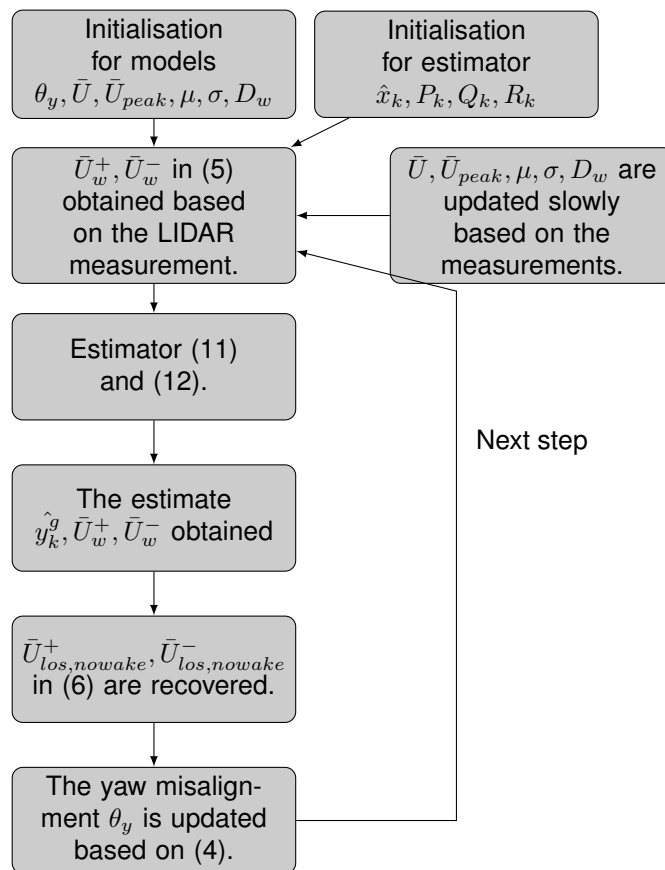 Initialisation
for models
θ_y, Ū, Ū_peak, μ, σ, D_w
Initialisation
for estimator
x̂_k, P_k, Q_k, R_k
Ū_w^+, Ū_w^- in (5)
obtained based
on the LIDAR
measurement.
Ū, Ū_peak, μ, σ, D_w are
updated slowly
based on the
measurements.
Estimator (11)
and (12).
Next step
The estimate
ŷ_k^g, Ū_w^+, Ū_w^- obtained
Ū_los,nowake^+, Ū_los,nowake^-
in (6) are recovered.
The yaw misalign-
ment θ_y is updated
based on (4).